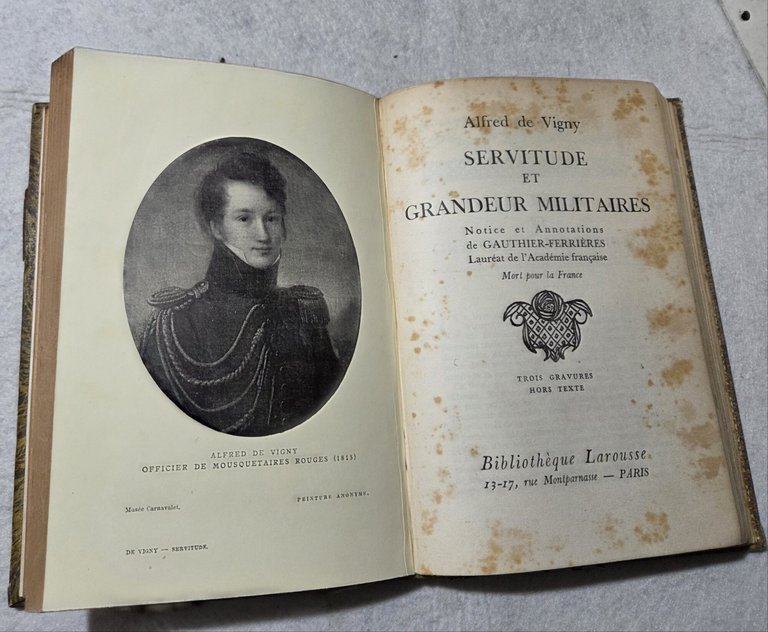 ALFRED DE VIGNY
OFFICIER DE MOUSQUETAIRES ROUGES (1815)
PEINTURE ANONYME.
Musée Carnavalet.
DE VIGNY — SERVITUDE.
Alfred de Vigny
SERVITUDE
ET
GRANDEUR MILITAIRES
Notice et Annotations
de GAUTHIER-FERRIÈRES
Lauréat de l'Académie française
Mort pour la France
TROIS GRAVURES
HORS TEXTE
Bibliothèque Larousse
13-17, rue Montparnasse — PARIS